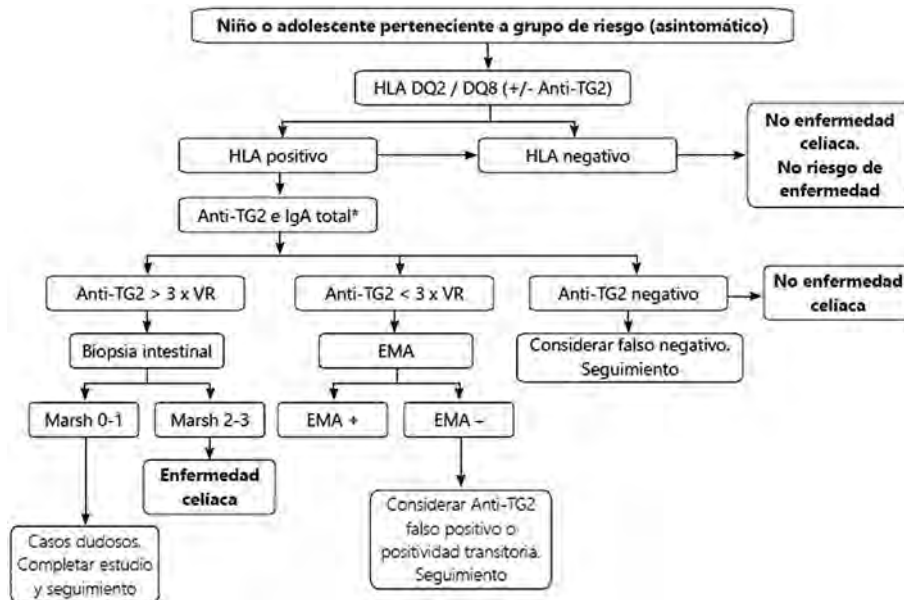 Niño o adolescente perteneciente a grupo de riesgo (asintomático)
HLA DQ2 / DQ8 (+/- Anti-TG2)
HLA positivo
HLA negativo
No enfermedad
celíaca.
No riesgo de
enfermedad
Anti-TG2 e IgA total*
Anti-TG2 > 3 x VR
Anti-TG2 < 3 x VR
Anti-TG2 negativo
No enfermedad
celíaca
Biopsia intestinal
EMA
Considerar falso negativo.
Seguimiento
Marsh 0-1
Marsh 2-3
EMA +
EMA –
Enfermedad
celíaca
Casos dudosos.
Completar estudio
y seguimiento
Considerar Anti-TG2
falso positivo o
positividad transitoria.
Seguimiento